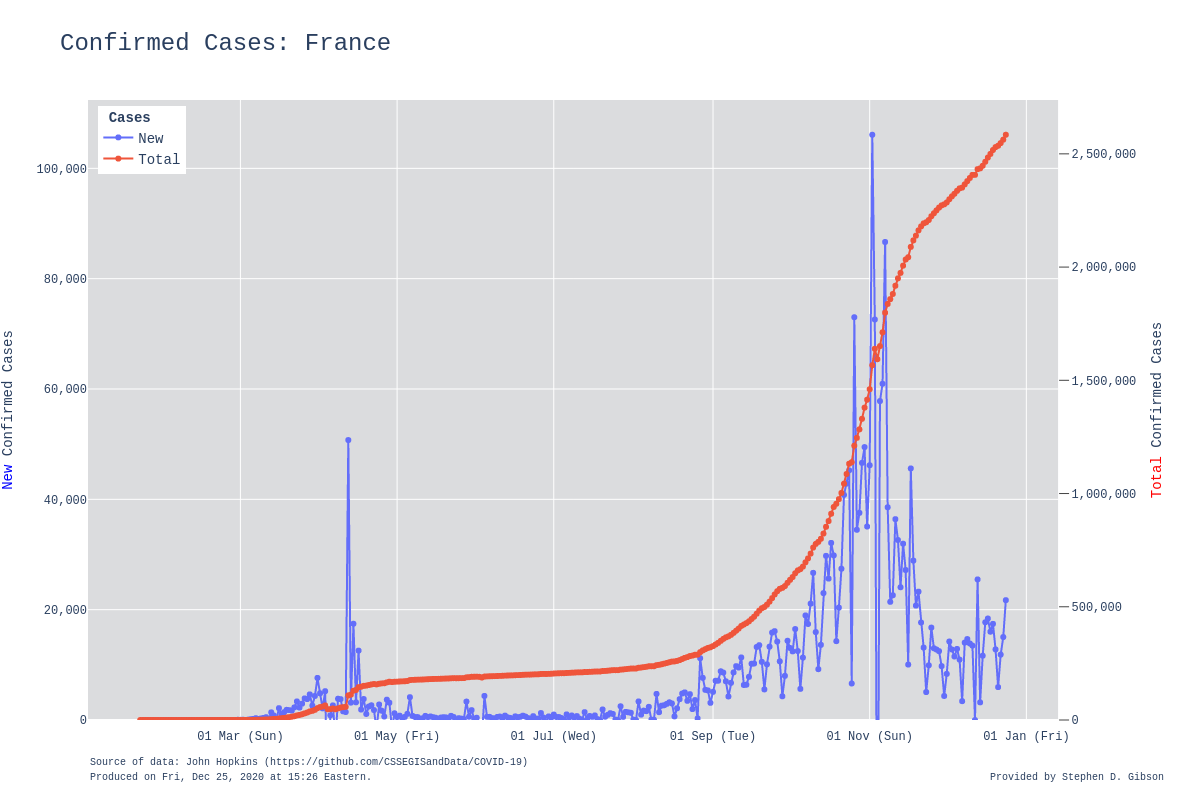 Confirmed Cases: France
Cases
New
Total
100,000
80,000
60,000
40,000
20,000
0
New Confirmed Cases
2,500,000
2,000,000
1,500,000
1,000,000
500,000
0
Total Confirmed Cases
01 Mar (Sun) 01 May (Fri) 01 Jul (Wed) 01 Sep (Tue) 01 Nov (Sun) 01 Jan (Fri)
Source of data: John Hopkins (https://github.com/CSSEGISandData/COVID-19)
Produced on Fri, Dec 25, 2020 at 15:26 Eastern.
Provided by Stephen D. Gibson